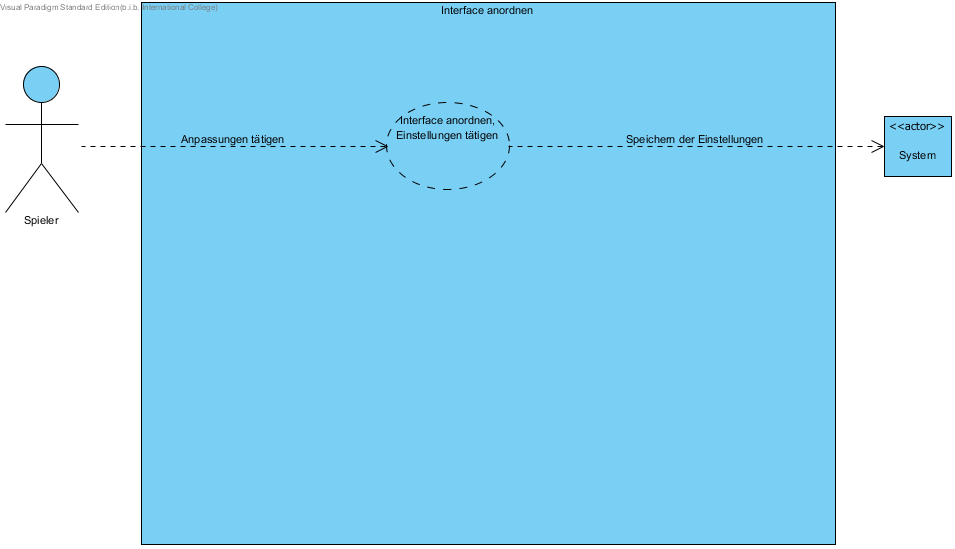 Visual Paradigm Standard Edition(b.i.b. International College)
Interface anordnen
<<actor>>
Interface anordnen,
Einstellungen tätigen
Anpassungen tätigen
Speichern der Einstellungen
System
Spieler